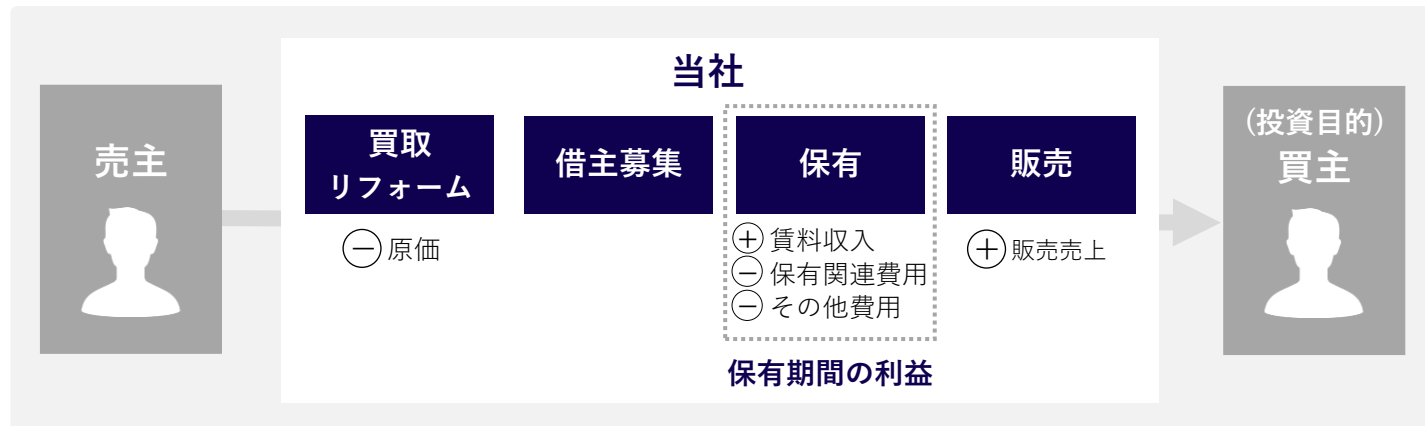 当社
売主
買取
リフォーム
⊖原価
借主募集
保有
⊕賃料収入
⊖保有関連費用
⊖その他費用
保有期間の利益
販売
⊕販売売上
(投資目的)
買主